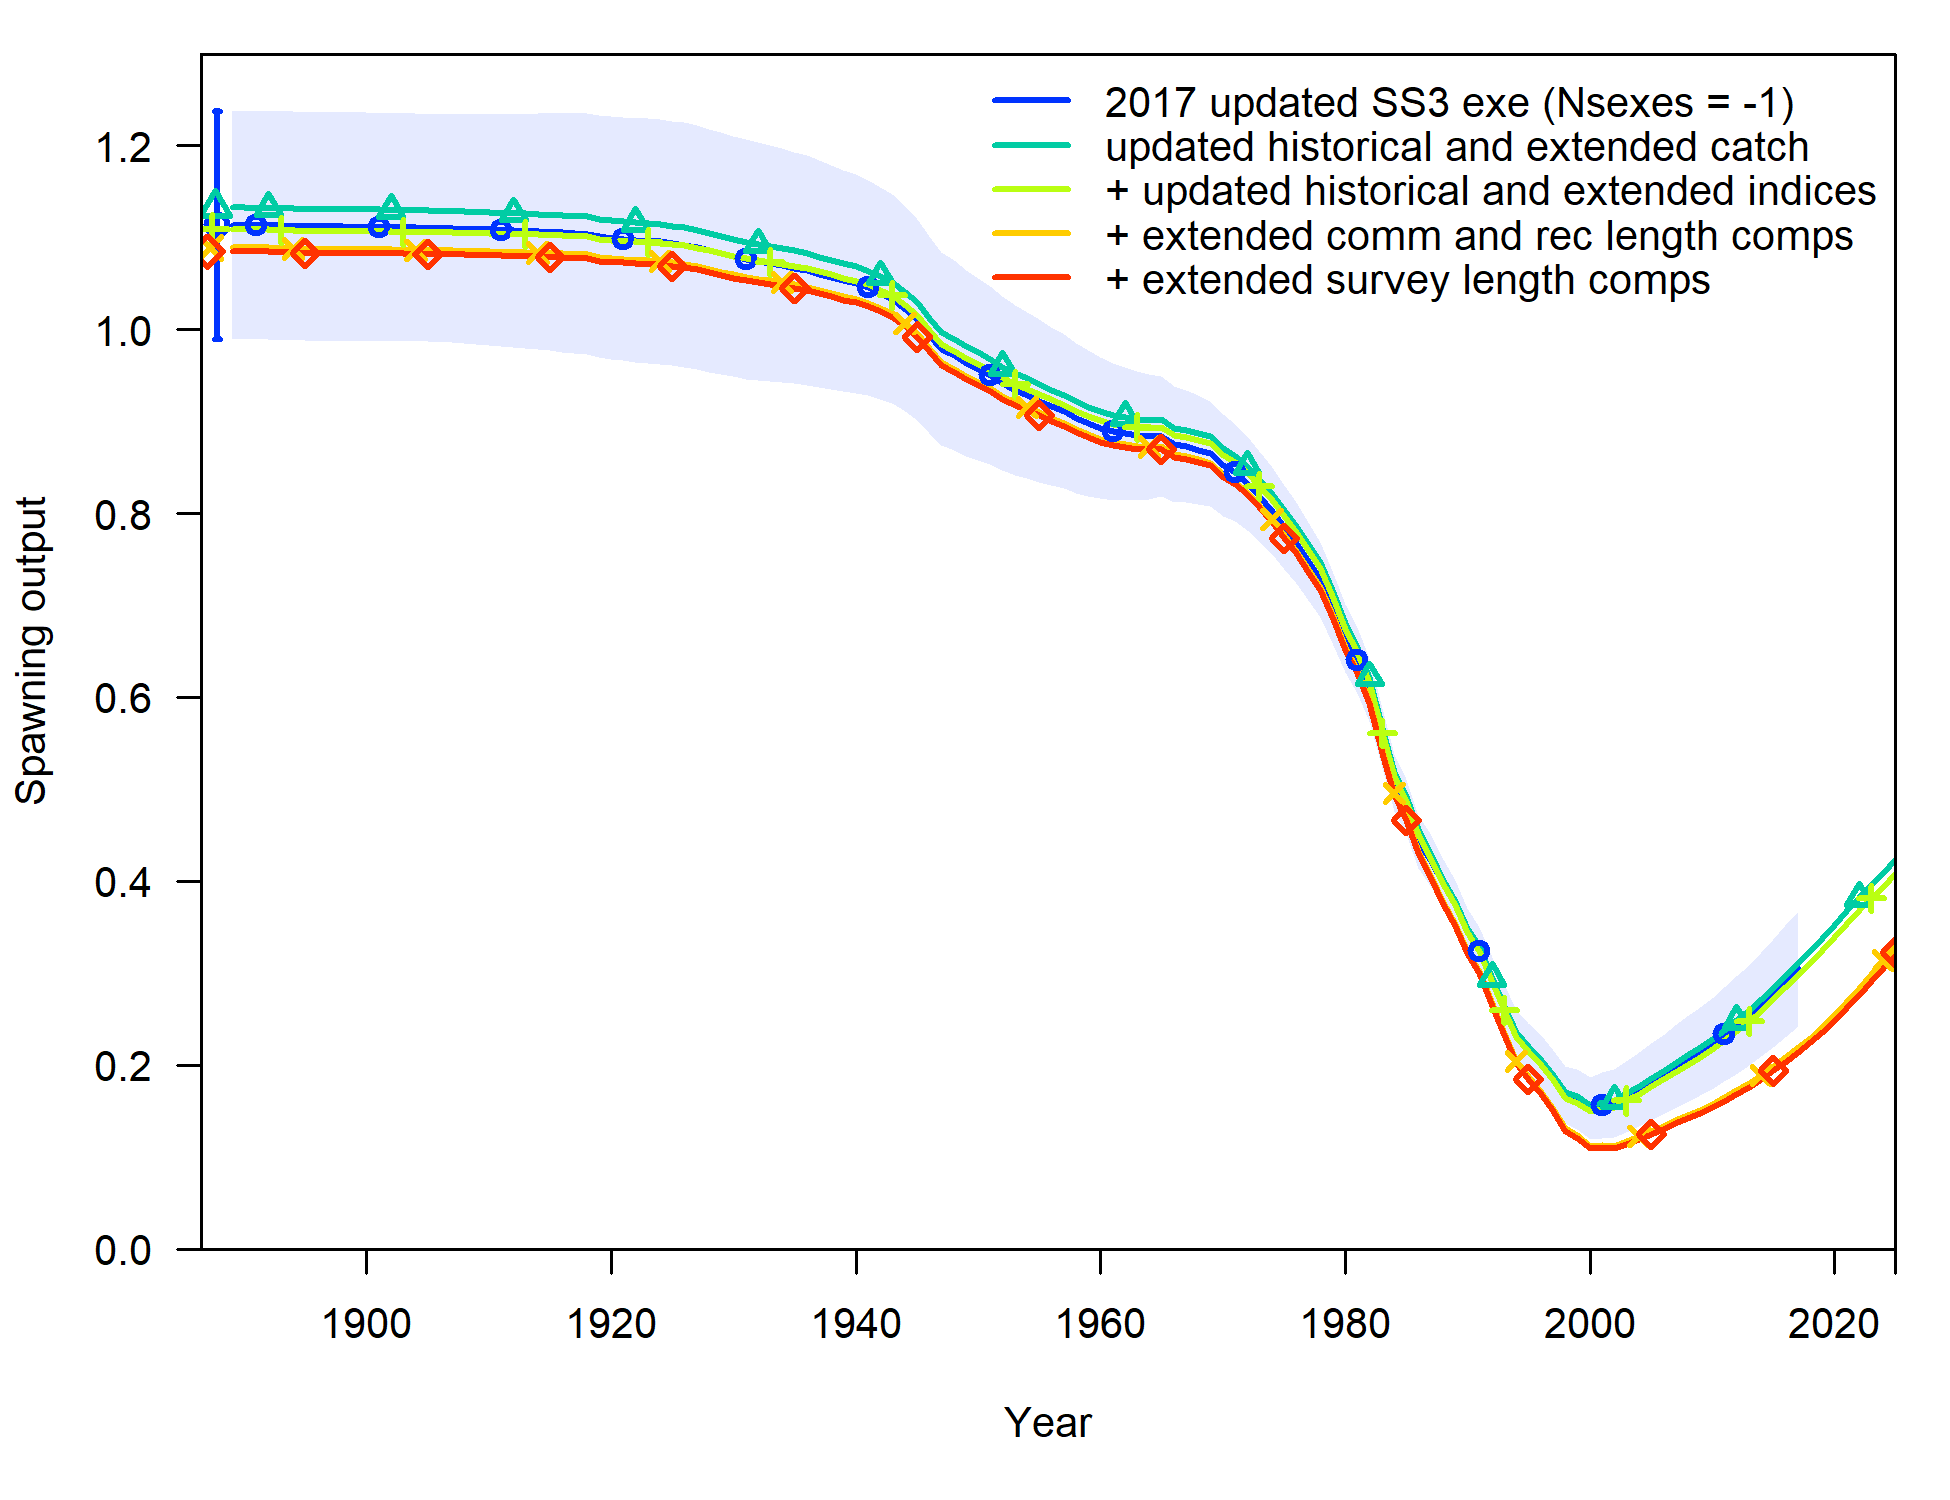 2017 updated SS3 exe (Nsexes = -1)
updated historical and extended catch
+ updated historical and extended indices
+ extended comm and rec length comps
+ extended survey length comps
Spawning output
1.2
1.0
0.8
0.6
0.4
0.2
0.0
1900 1920 1940 1960 1980 2000 2020
Year